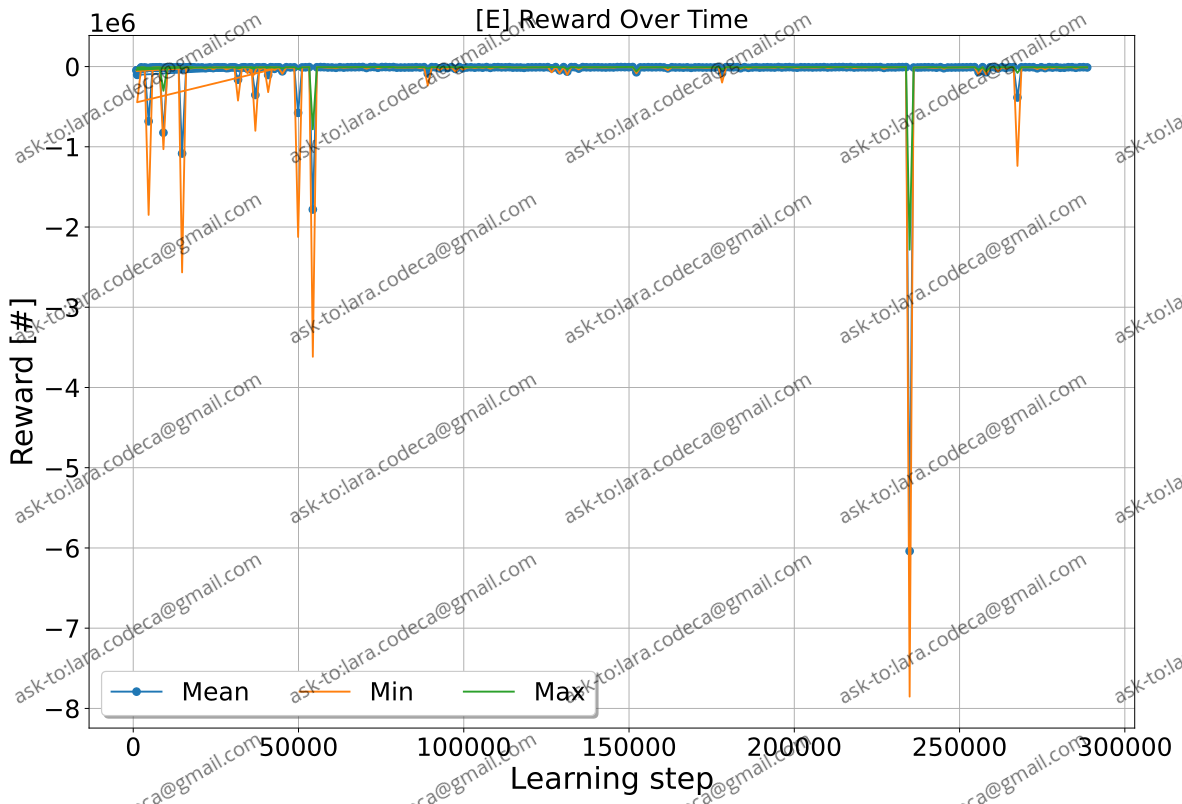 [E] Reward Over Time
1e6
0
−1
−2
−3
−4
−5
−6
−7
−8
Reward [#]
Mean Min Max
0 50000 100000 150000 200000 250000 300000
Learning step
ask-to:lara.codeca@gmail.com